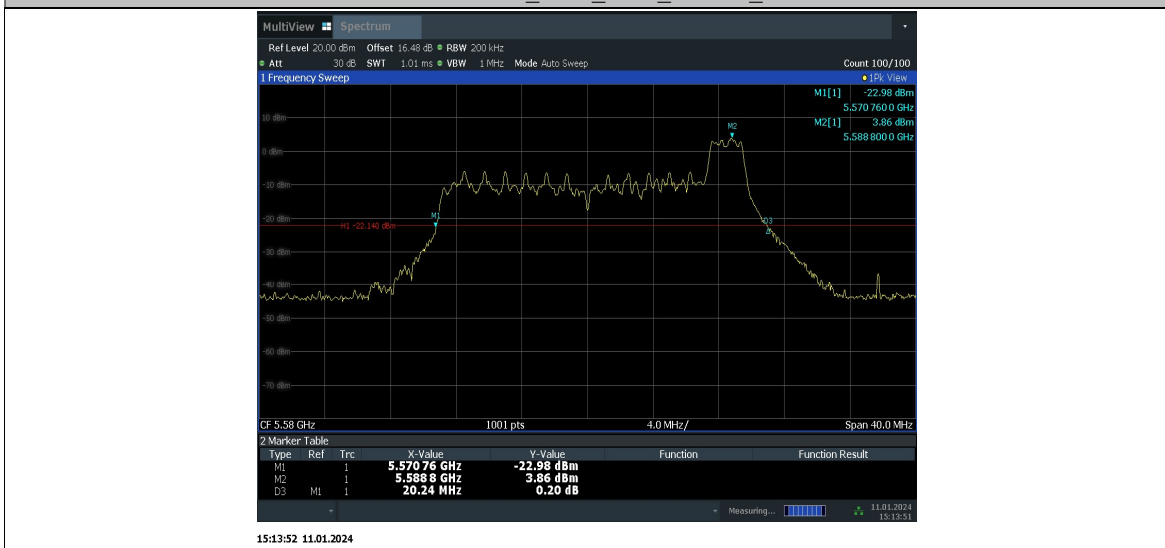 MultiView Spectrum
Ref Level 20.00 dBm Offset 16.48 dB RBW 200 kHz
Att 30 dB SWT 1.01 ms VBW 1 MHz Mode Auto Sweep Count 100/100
1 Frequency Sweep 1Pk View
M1[1] -22.98 dBm
5.570 760 0 GHz
M2[1] 3.86 dBm
5.588 800 0 GHz
10 dBm
M2
0 dBm
-10 dBm
M1
-20 dBm
D3
H1 -22.140 dBm
-30 dBm
-40 dBm
-50 dBm
-60 dBm
-70 dBm
CF 5.58 GHz 1001 pts 4.0 MHz/ Span 40.0 MHz
2 Marker Table
Type Ref Trc X-Value Y-Value Function Function Result
M1 1 5.570 76 GHz -22.98 dBm
M2 1 5.588 8 GHz 3.86 dBm
D3 M1 1 20.24 MHz 0.20 dB
Measuring... 11.01.2024
15:13:51
15:13:52 11.01.2024